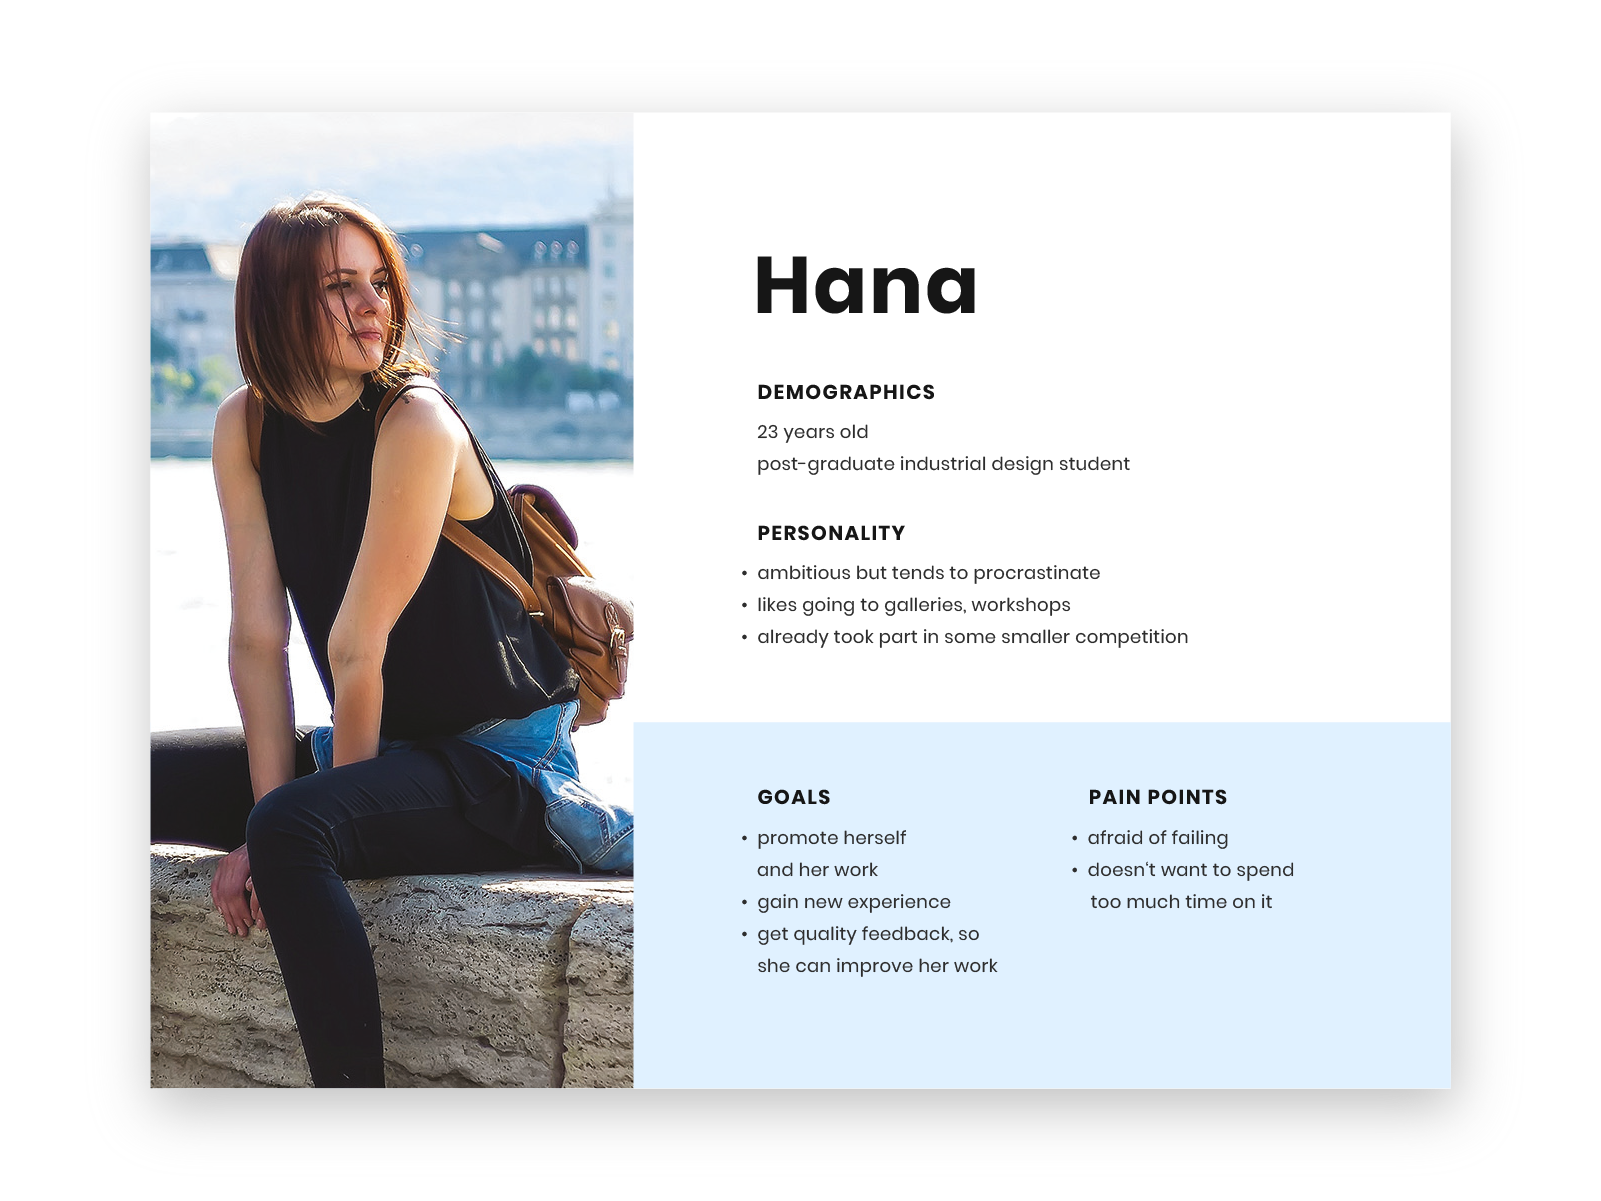 Hana
DEMOGRAPHICS
23 years old
post-graduate industrial design student
PERSONALITY
• ambitious but tends to procrastinate
• likes going to galleries, workshops
• already took part in some smaller competition
GOALS
• promote herself
and her work
• gain new experience
• get quality feedback, so
she can improve her work
PAIN POINTS
• afraid of failing
• doesn't want to spend
too much time on it